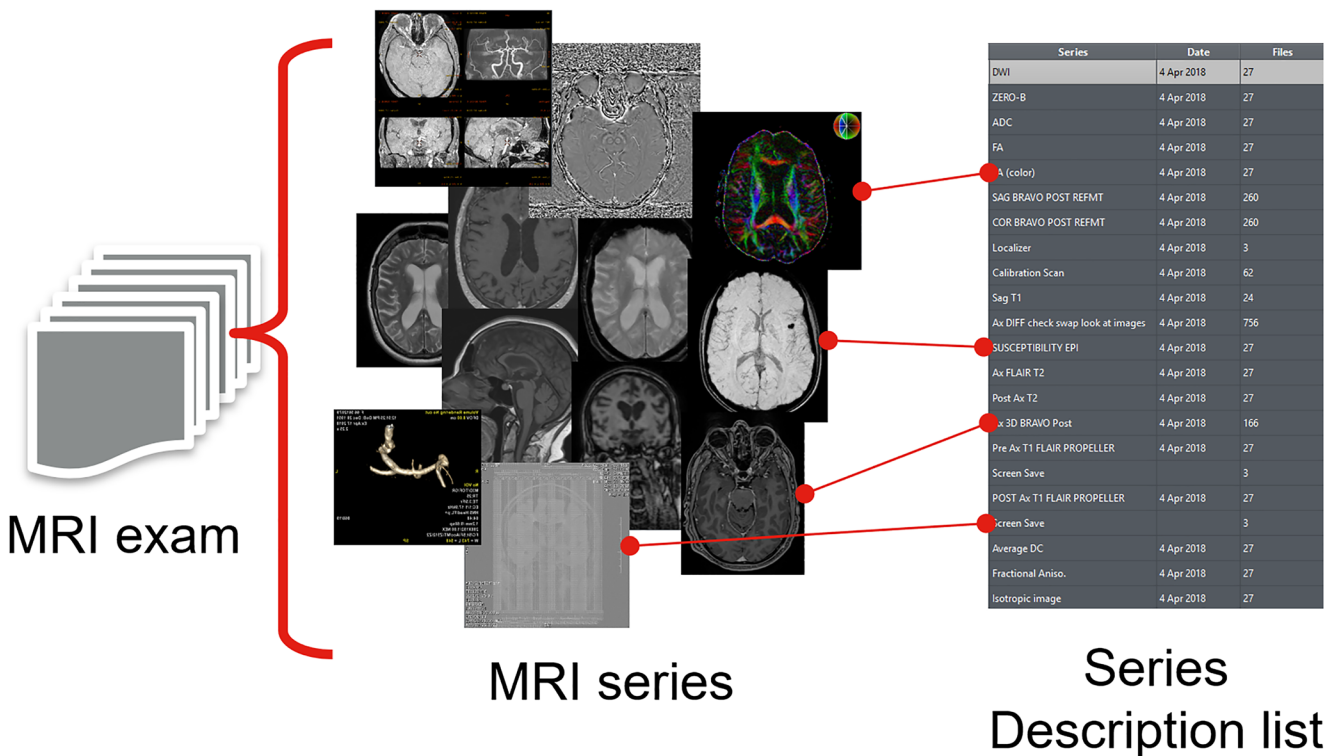 MRI exam
MRI series
Series Date Files
DWI 4 Apr 2018 27
ZERO-B 4 Apr 2018 27
ADC 4 Apr 2018 27
FA 4 Apr 2018 27
A (color) 4 Apr 2018 27
SAG BRAVO POST REFMT 4 Apr 2018 260
COR BRAVO POST REFMT 4 Apr 2018 260
Localizer 4 Apr 2018 3
Calibration Scan 4 Apr 2018 62
Sag T1 4 Apr 2018 24
Ax DIFF check swap look at images 4 Apr 2018 756
SUSCEPTIBILITY EPI 4 Apr 2018 27
Ax FLAIR T2 4 Apr 2018 27
Post Ax T2 4 Apr 2018 27
Ax 3D BRAVO Post 4 Apr 2018 166
Pre Ax T1 FLAIR PROPELLER 4 Apr 2018 27
Screen Save 3
POST Ax T1 FLAIR PROPELLER 4 Apr 2018 27
Screen Save 3
Average DC 4 Apr 2018 27
Fractional Aniso. 4 Apr 2018 27
Isotropic image 4 Apr 2018 27
Series
Description list